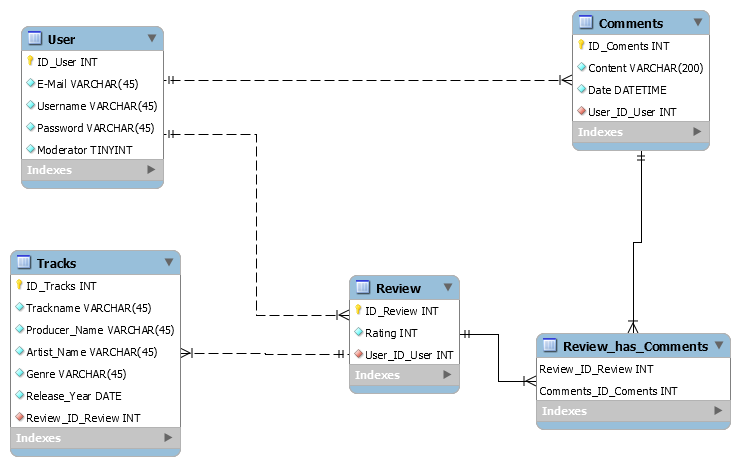 User
ID_User INT
E-Mail VARCHAR(45)
Username VARCHAR(45)
Password VARCHAR(45)
Moderator TINYINT
Indexes
Comments
ID_Coments INT
Content VARCHAR(200)
Date DATETIME
User_ID_User INT
Indexes
Tracks
ID_Tracks INT
Trackname VARCHAR(45)
Producer_Name VARCHAR(45)
Artist_Name VARCHAR(45)
Genre VARCHAR(45)
Release_Year DATE
Review_ID_Review INT
Indexes
Review
ID_Review INT
Rating INT
User_ID_User INT
Indexes
Review_has_Comments
Review_ID_Review INT
Comments_ID_Coments INT
Indexes